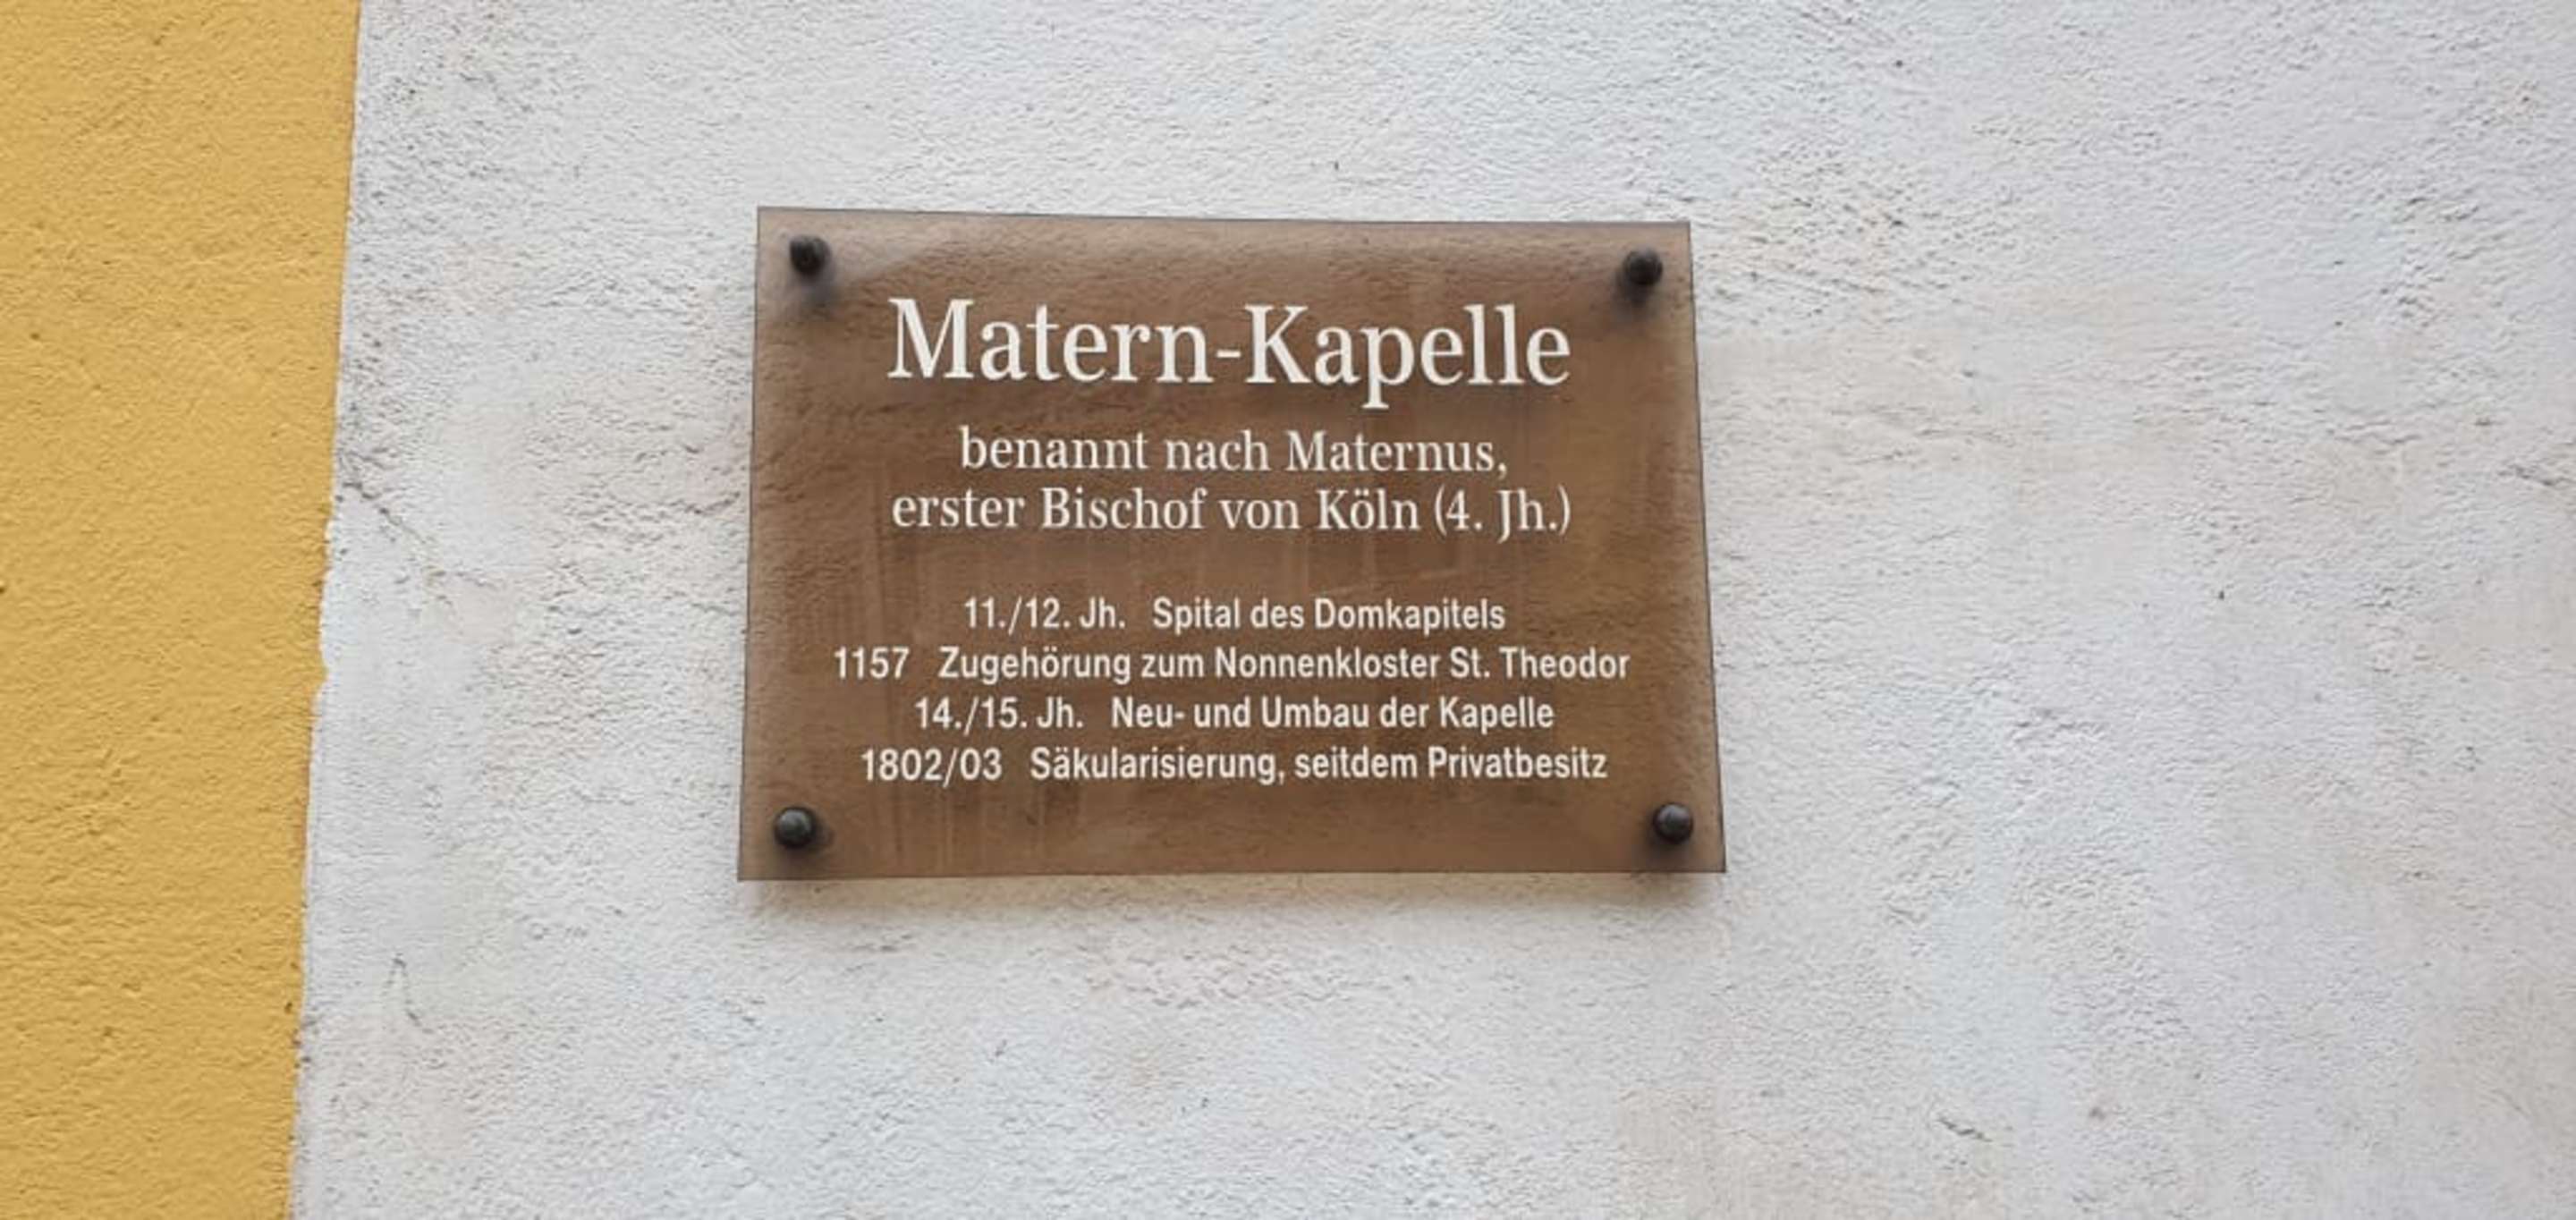 Matern-Kapelle
benannt nach Maternus,
erster Bischof von Köln (4. Jh.)
11./12. Jh. Spital des Domkapitels
1157 Zugehörung zum Nonnenkloster St. Theodor
14./15. Jh. Neu- und Umbau der Kapelle
1802/03 Säkularisierung, seitdem Privatbesitz